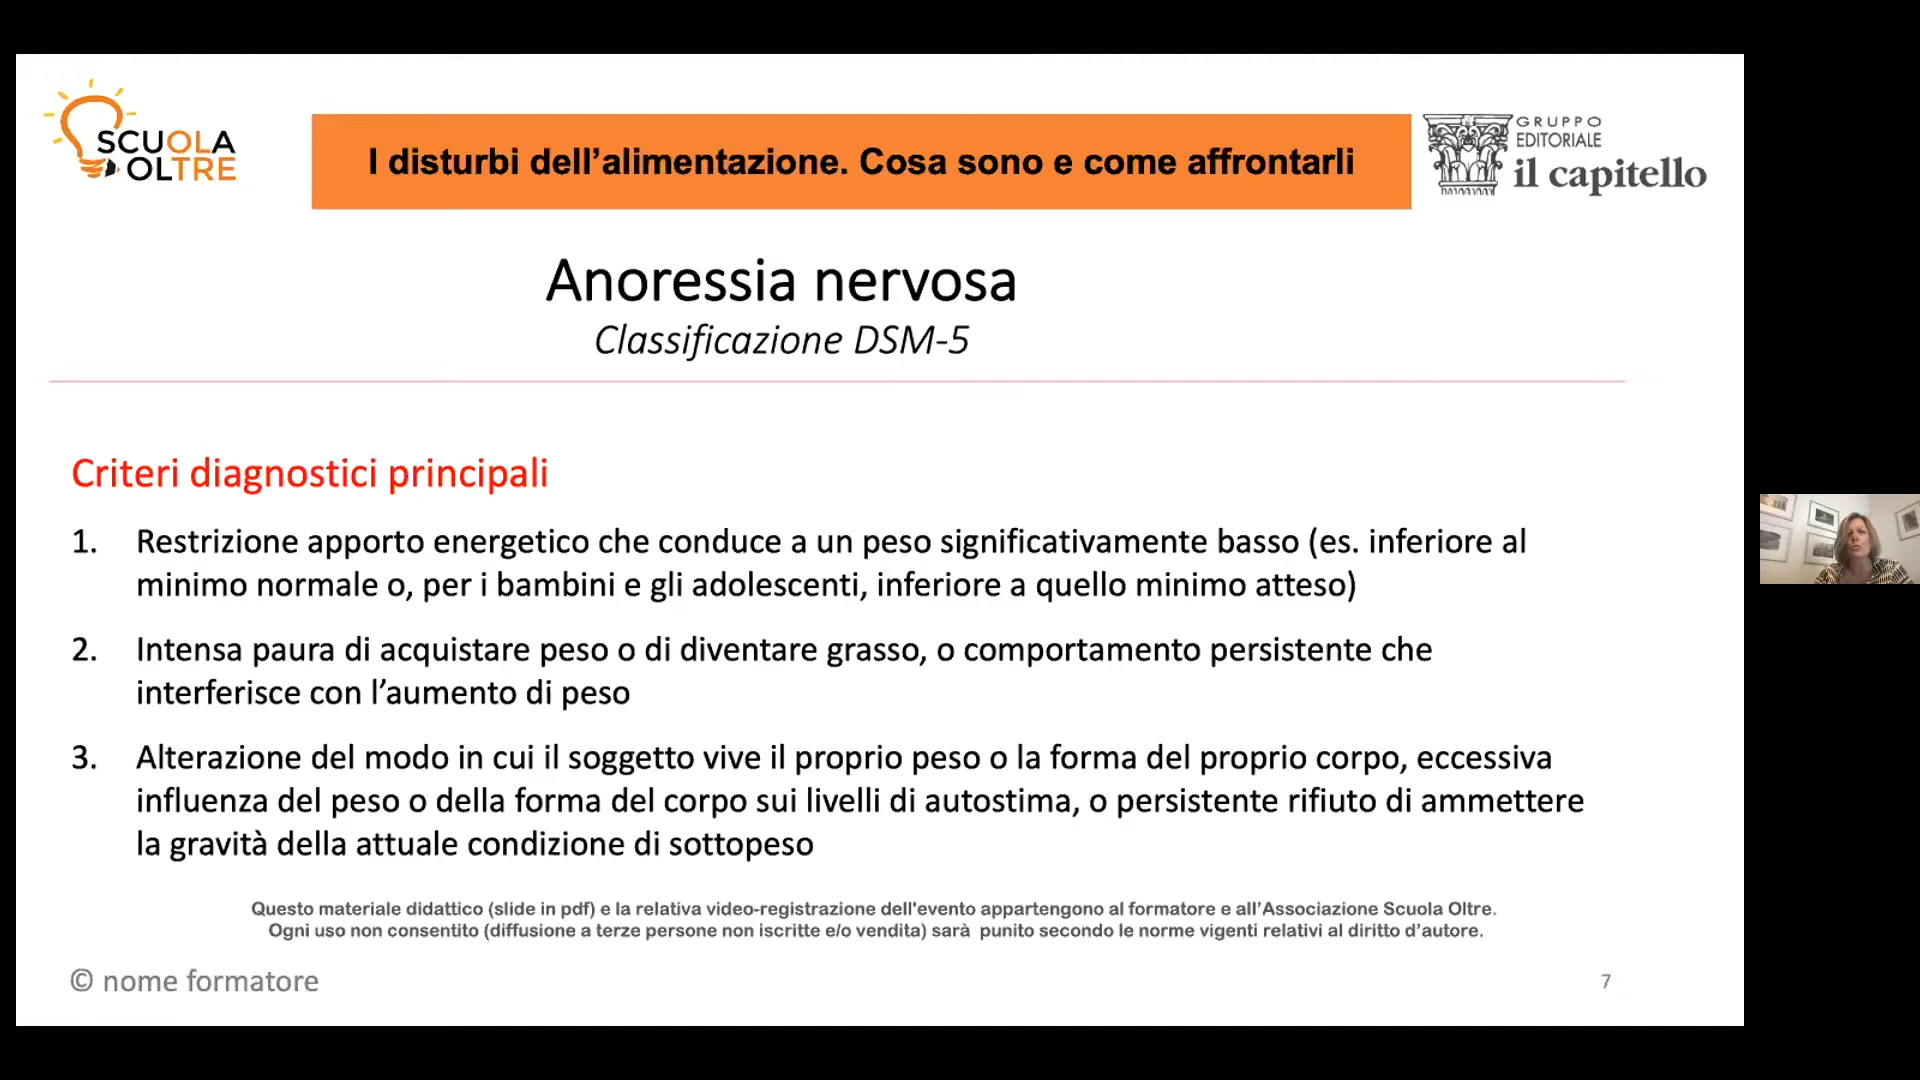 SCUOLA
OLTRE
I disturbi dell’alimentazione. Cosa sono e come affrontarli
GRUPPO
EDITORIALE
il capitello
Anoressia nervosa
Classificazione DSM-5
Criteri diagnostici principali
1. Restrizione apporto energetico che conduce a un peso significativamente basso (es. inferiore al
minimo normale o, per i bambini e gli adolescenti, inferiore a quello minimo atteso)
2. Intensa paura di acquistare peso o di diventare grasso, o comportamento persistente che
interferisce con l’aumento di peso
3. Alterazione del modo in cui il soggetto vive il proprio peso o la forma del proprio corpo, eccessiva
influenza del peso o della forma del corpo sui livelli di autostima, o persistente rifiuto di ammettere
la gravità della attuale condizione di sottopeso
Questo materiale didattico (slide in pdf) e la relativa video-registrazione dell'evento appartengono al formatore e all’Associazione Scuola Oltre.
Ogni uso non consentito (diffusione a terze persone non iscritte e/o vendita) sarà punito secondo le norme vigenti relativi al diritto d’autore.
© nome formatore
7